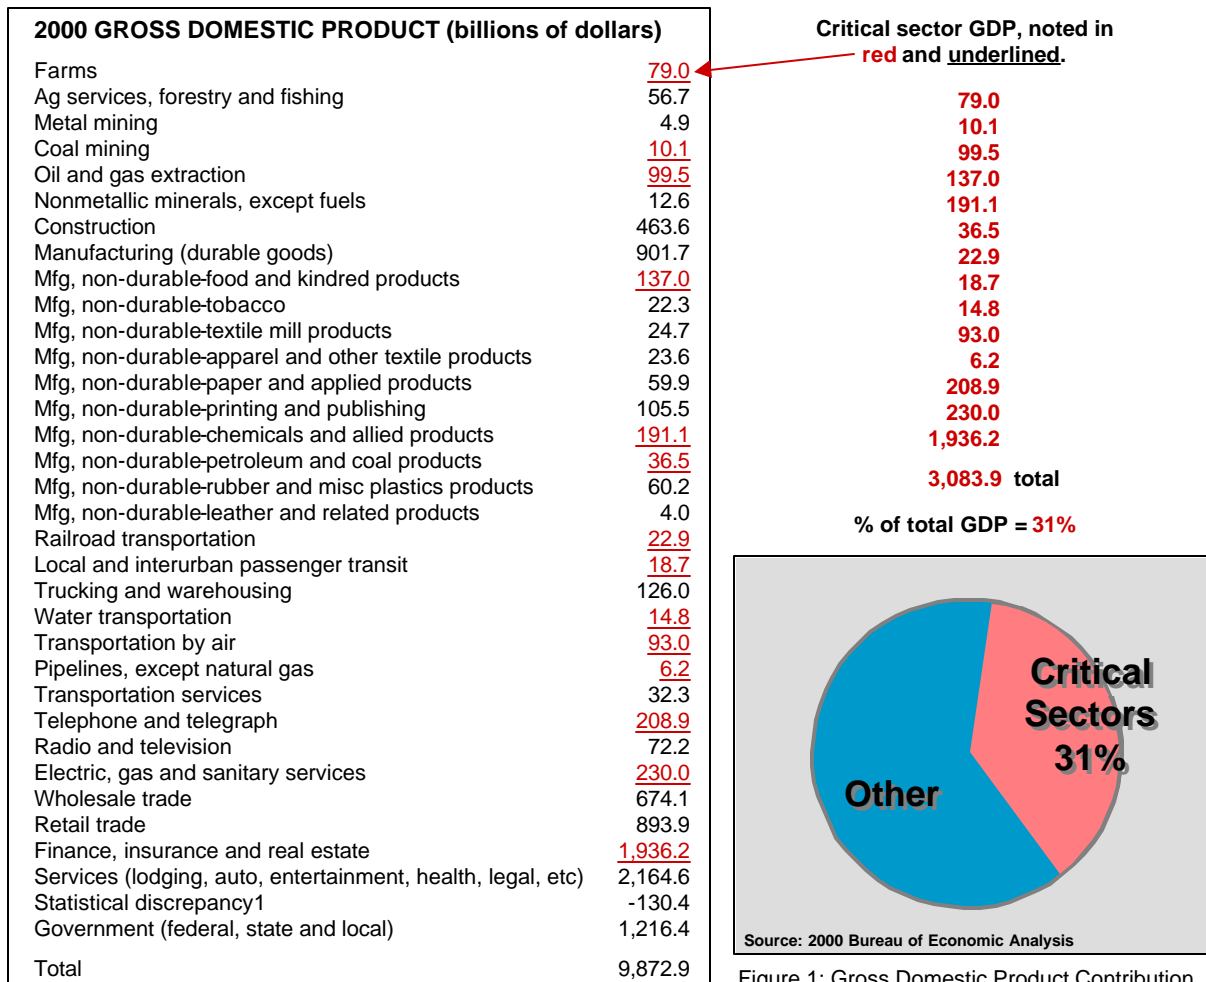 2000 GROSS DOMESTIC PRODUCT (billions of dollars)
Farms 79.0
Ag services, forestry and fishing 56.7
Metal mining 4.9
Coal mining 10.1
Oil and gas extraction 99.5
Nonmetallic minerals, except fuels 12.6
Construction 463.6
Manufacturing (durable goods) 901.7
Mfg, non-durable-food and kindred products 137.0
Mfg, non-durable-tobacco 22.3
Mfg, non-durable-textile mill products 24.7
Mfg, non-durable-apparel and other textile products 23.6
Mfg, non-durable-paper and applied products 59.9
Mfg, non-durable-printing and publishing 105.5
Mfg, non-durable-chemicals and allied products 191.1
Mfg, non-durable-petroleum and coal products 36.5
Mfg, non-durable-rubber and misc plastics products 60.2
Mfg, non-durable-leather and related products 4.0
Railroad transportation 22.9
Local and interurban passenger transit 18.7
Trucking and warehousing 126.0
Water transportation 14.8
Transportation by air 93.0
Pipelines, except natural gas 6.2
Transportation services 32.3
Telephone and telegraph 208.9
Radio and television 72.2
Electric, gas and sanitary services 230.0
Wholesale trade 674.1
Retail trade 893.9
Finance, insurance and real estate 1,936.2
Services (lodging, auto, entertainment, health, legal, etc) 2,164.6
Statistical discrepancy1 -130.4
Government (federal, state and local) 1,216.4
Total 9,872.9
Critical sector GDP, noted in
red and underlined.
79.0
10.1
99.5
137.0
191.1
36.5
22.9
18.7
14.8
93.0
6.2
208.9
230.0
1,936.2
3,083.9 total
% of total GDP = 31%
Critical
Sectors
31%
Other
Source: 2000 Bureau of Economic Analysis
Figure 1: Gross Domestic Product Contribution